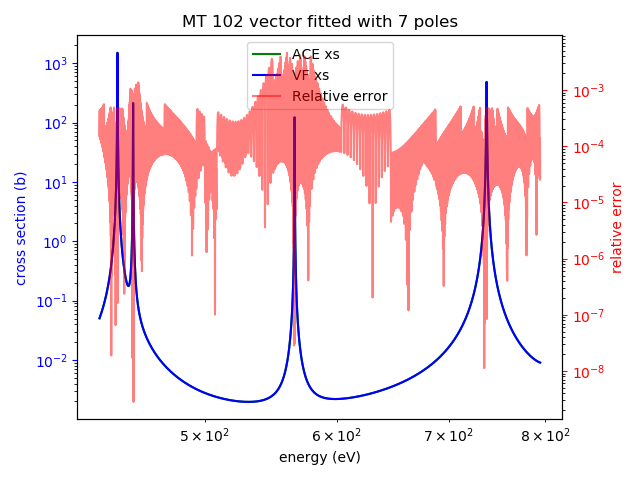 MT 102 vector fitted with 7 poles
ACE xs
VF xs
Relative error
cross section (b)
10³
10²
10¹
10⁰
10⁻¹
10⁻²
relative error
10⁻³
10⁻⁴
10⁻⁵
10⁻⁶
10⁻⁷
10⁻⁸
5 × 10² 6 × 10² 7 × 10² 8 × 10²
energy (eV)